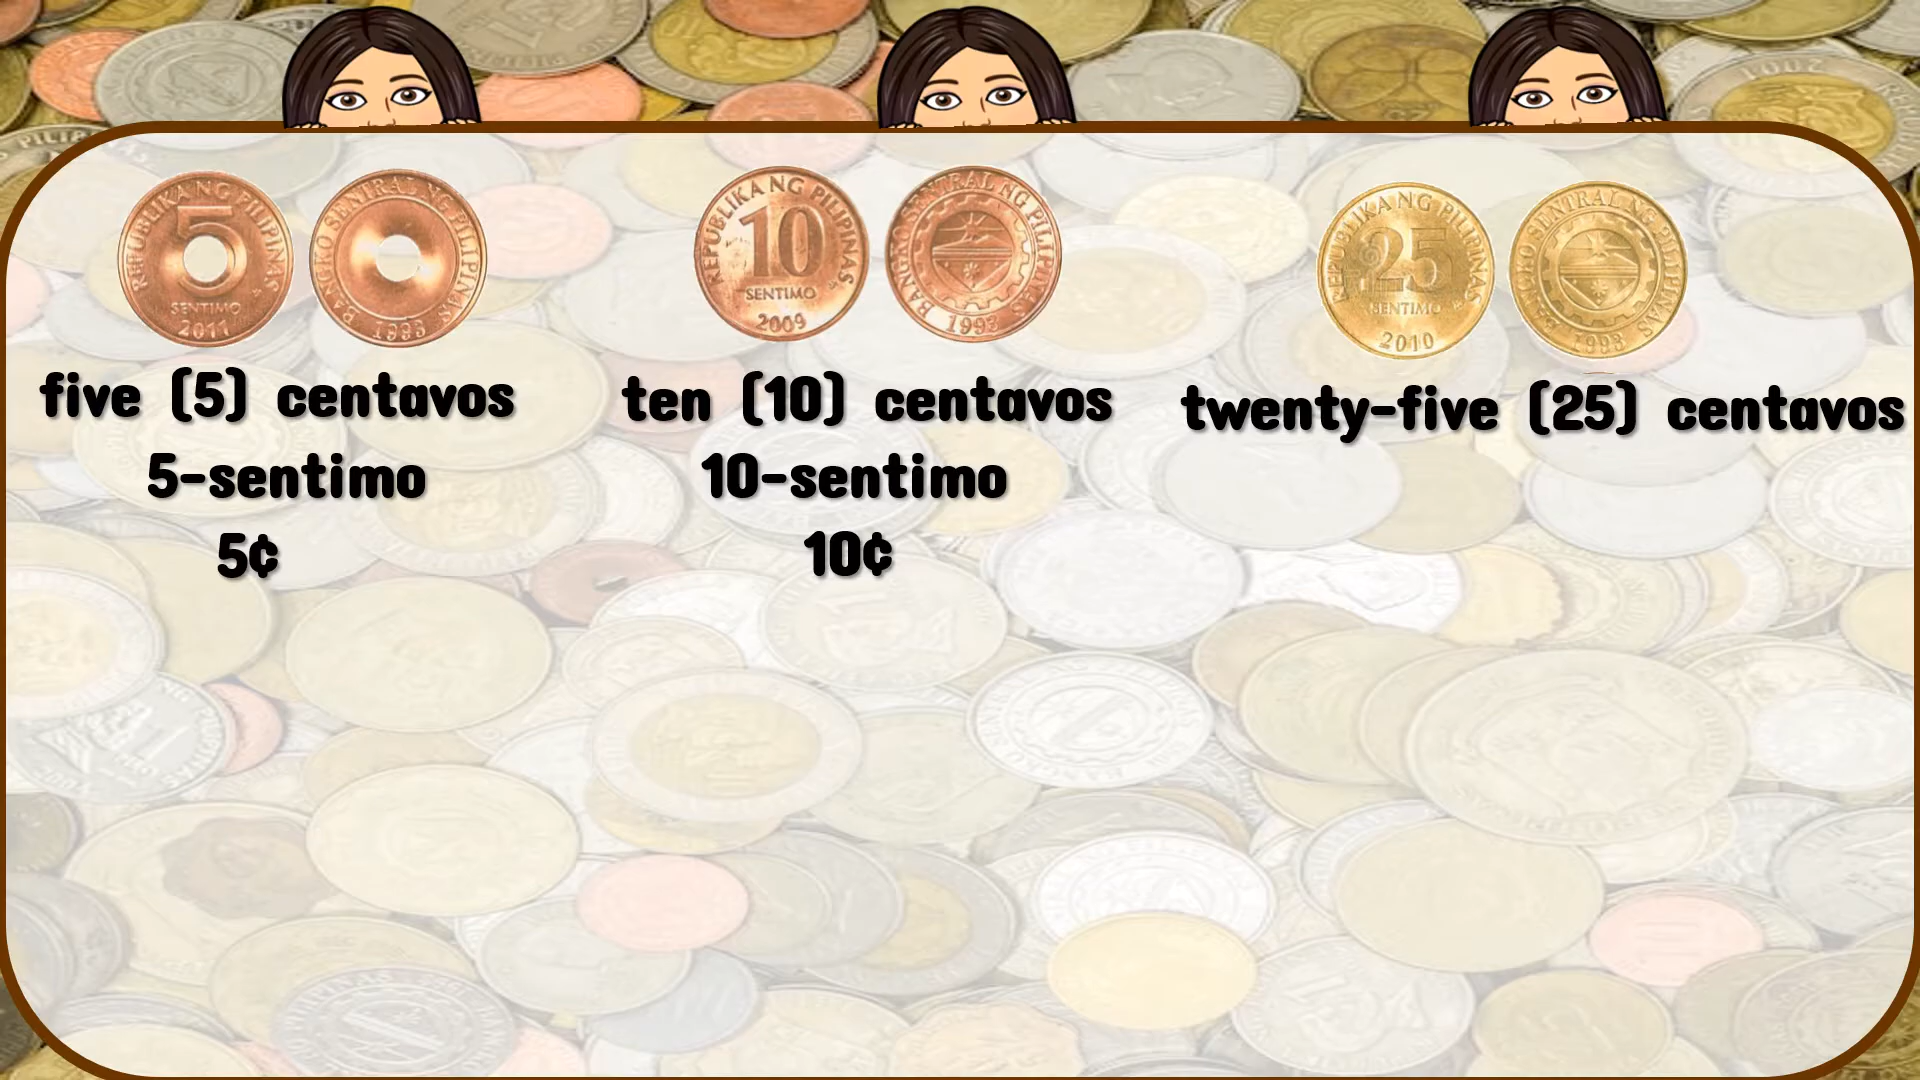 REPUBLIKA NG PILIPINAS
5
SENTIMO
2011
BANGKO SENTRAL NG PILIPINAS
1993
REPUBLIKA NG PILIPINAS
10
SENTIMO
2009
BANGKO SENTRAL NG PILIPINAS
1993
REPUBLIKA NG PILIPINAS
25
SENTIMO
2010
BANGKO SENTRAL NG PILIPINAS
1993
five (5) centavos
5-sentimo
5¢
ten (10) centavos
10-sentimo
10¢
twenty-five (25) centavos